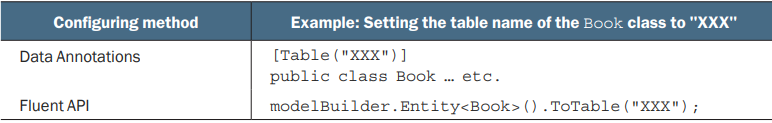 Configuring method Example: Setting the table name of the Book class to "XXX"
Data Annotations [Table("XXX")]
public class Book … etc.
Fluent API modelBuilder.Entity<Book>().ToTable("XXX");